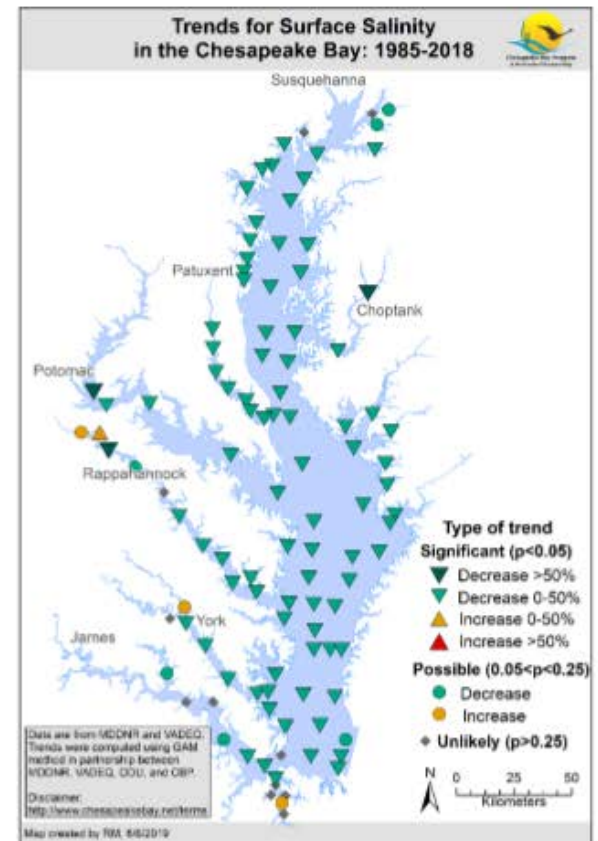 Trends for Surface Salinity
in the Chesapeake Bay: 1985-2018
Chesapeake Bay Program
Susquehanna
Patuxent
Choptank
Potomac
Rappahannock
York
James
Type of trend
Significant (p<0.05)
Decrease >50%
Decrease 0-50%
Increase 0-50%
Increase >50%
Possible (0.05<p<0.25)
Decrease
Increase
Unlikely (p>0.25)
N
0 25 50
Kilometers
Data are from MDDNR and VADEQ.
Trends were computed using GAM
method in partnership between
MDDNR, VADEQ, ODU, and CBP.
Disclaimer:
http://www.chesapeakebay.net/terms
Map created by RM, 6/6/2019